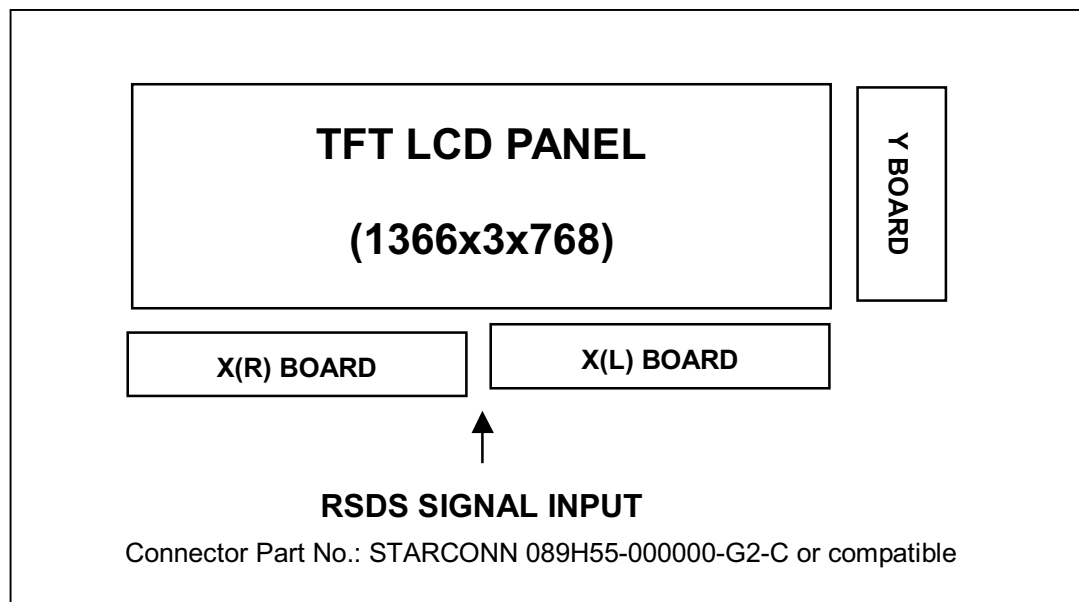 TFT LCD PANEL
(1366x3x768)
Y BOARD
X(R) BOARD
X(L) BOARD
RSDS SIGNAL INPUT
Connector Part No.: STARCONN 089H55-000000-G2-C or compatible